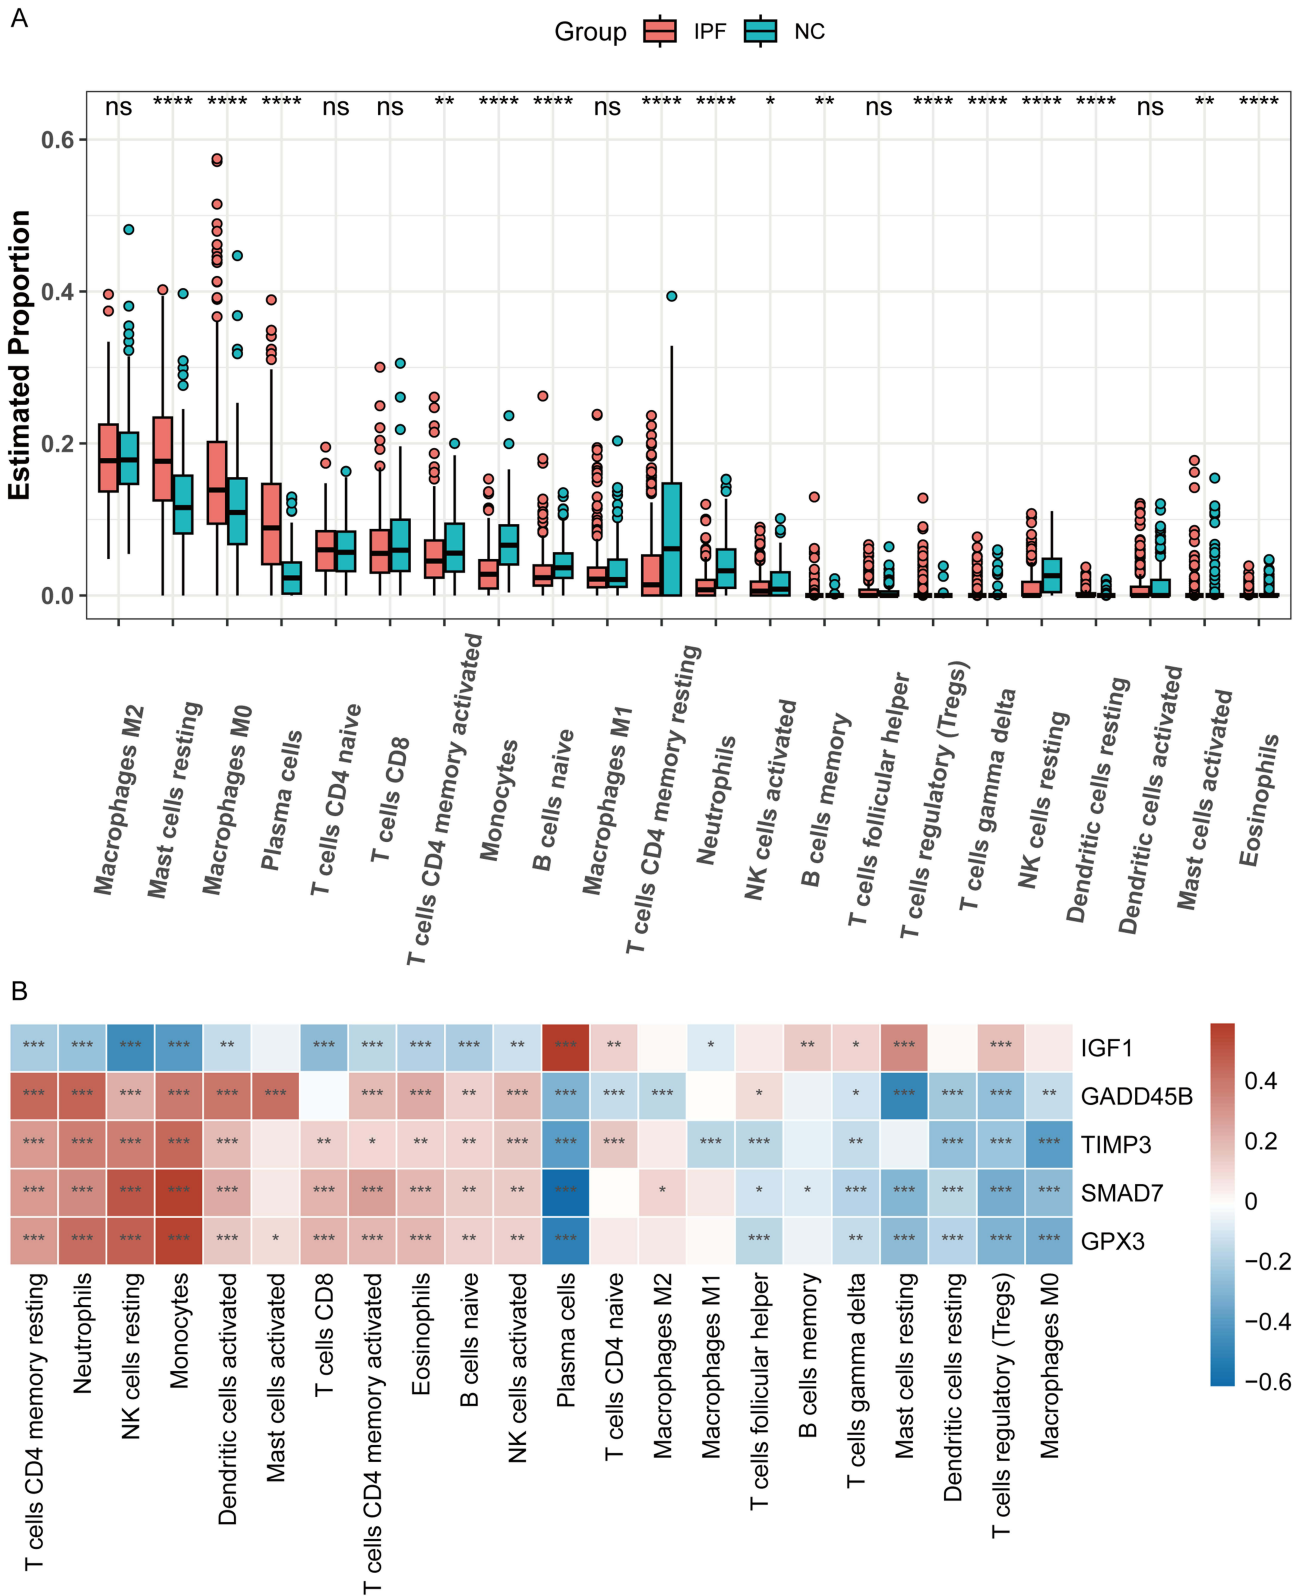 A
Group IPF NC
ns **** **** **** ns ns ** **** **** ns **** **** * ** ns **** **** **** **** ns ** ****
Estimated Proportion
0.6
0.4
0.2
0.0
Macrophages M2
Mast cells resting
Macrophages M0
Plasma cells
T cells CD4 naive
T cells CD8
T cells CD4 memory activated
Monocytes
B cells naive
Macrophages M1
T cells CD4 memory resting
Neutrophils
NK cells activated
B cells memory
T cells follicular helper
T cells regulatory (Tregs)
T cells gamma delta
NK cells resting
Dendritic cells resting
Dendritic cells activated
Mast cells activated
Eosinophils
B
*** *** *** *** ** *** *** *** *** ** *** ** * ** * *** *** IGF1
*** *** *** *** *** *** *** *** ** *** *** *** *** * * *** *** *** ** GADD45B
*** *** *** *** *** ** * ** ** *** *** *** *** *** ** *** *** *** TIMP3
*** *** *** *** *** *** *** *** ** ** *** * * * *** *** *** *** *** SMAD7
*** *** *** *** *** * *** *** *** ** ** *** *** ** *** *** *** *** GPX3
0.4
0.2
0
−0.2
−0.4
−0.6
T cells CD4 memory resting
Neutrophils
NK cells resting
Monocytes
Dendritic cells activated
Mast cells activated
T cells CD8
T cells CD4 memory activated
Eosinophils
B cells naive
NK cells activated
Plasma cells
T cells CD4 naive
Macrophages M2
Macrophages M1
T cells follicular helper
B cells memory
T cells gamma delta
Mast cells resting
Dendritic cells resting
T cells regulatory (Tregs)
Macrophages M0